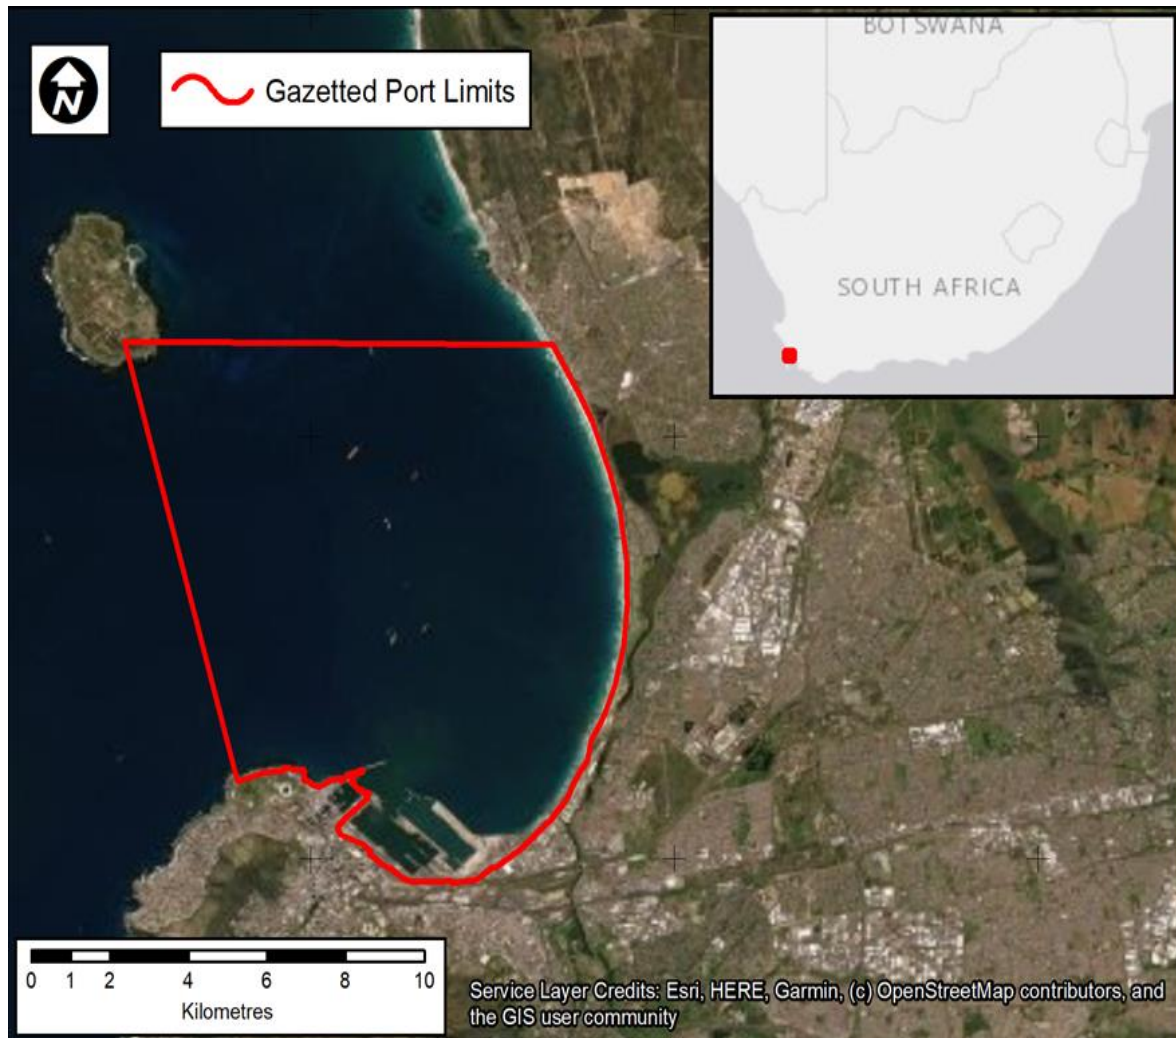 N
Gazetted Port Limits
BOTSWANA
SOUTH AFRICA
0 1 2 4 6 8 10
Kilometres
Service Layer Credits: Esri, HERE, Garmin, (c) OpenStreetMap contributors, and
the GIS user community